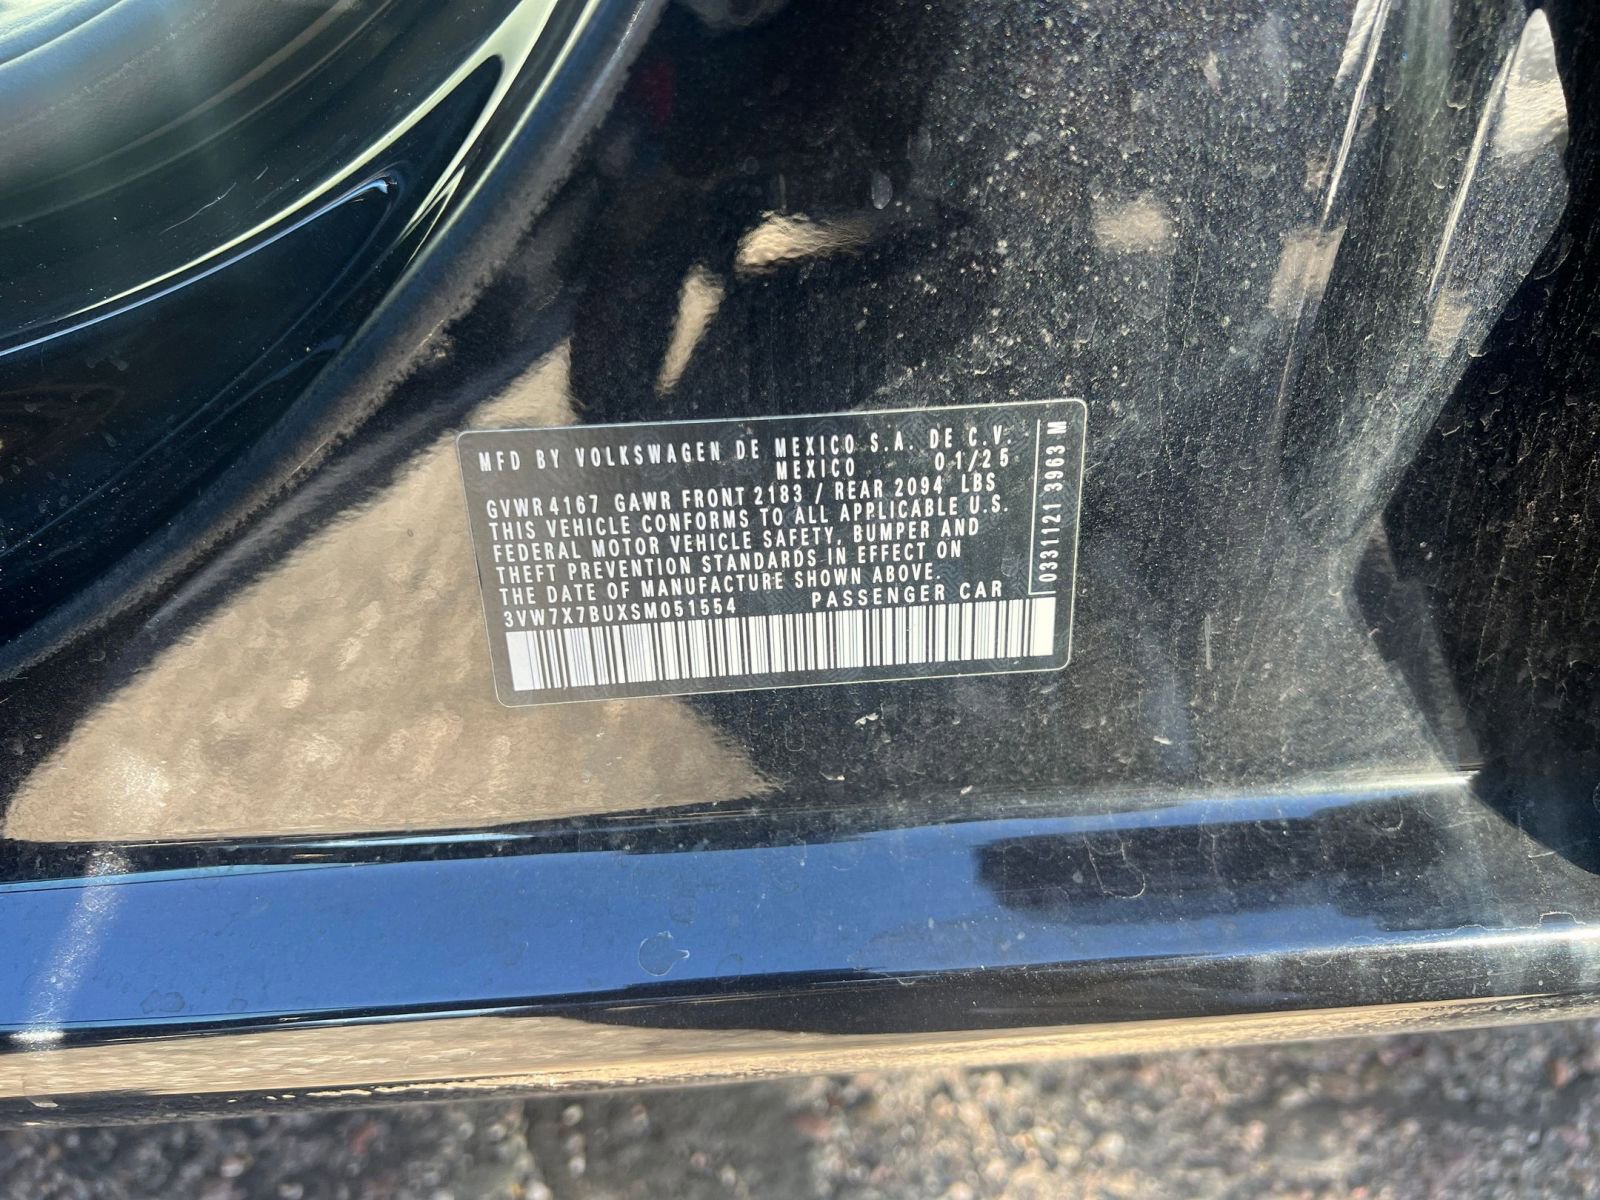 MFD BY VOLKSWAGEN DE MEXICO S.A. DE C.V.
MEXICO 01/25
GVWR 4167 GAWR FRONT 2183 / REAR 2094 LBS
THIS VEHICLE CONFORMS TO ALL APPLICABLE U.S.
FEDERAL MOTOR VEHICLE SAFETY, BUMPER AND
THEFT PREVENTION STANDARDS IN EFFECT ON
THE DATE OF MANUFACTURE SHOWN ABOVE.
3VW7X7BUXSM051554 PASSENGER CAR
0331121 3963 M